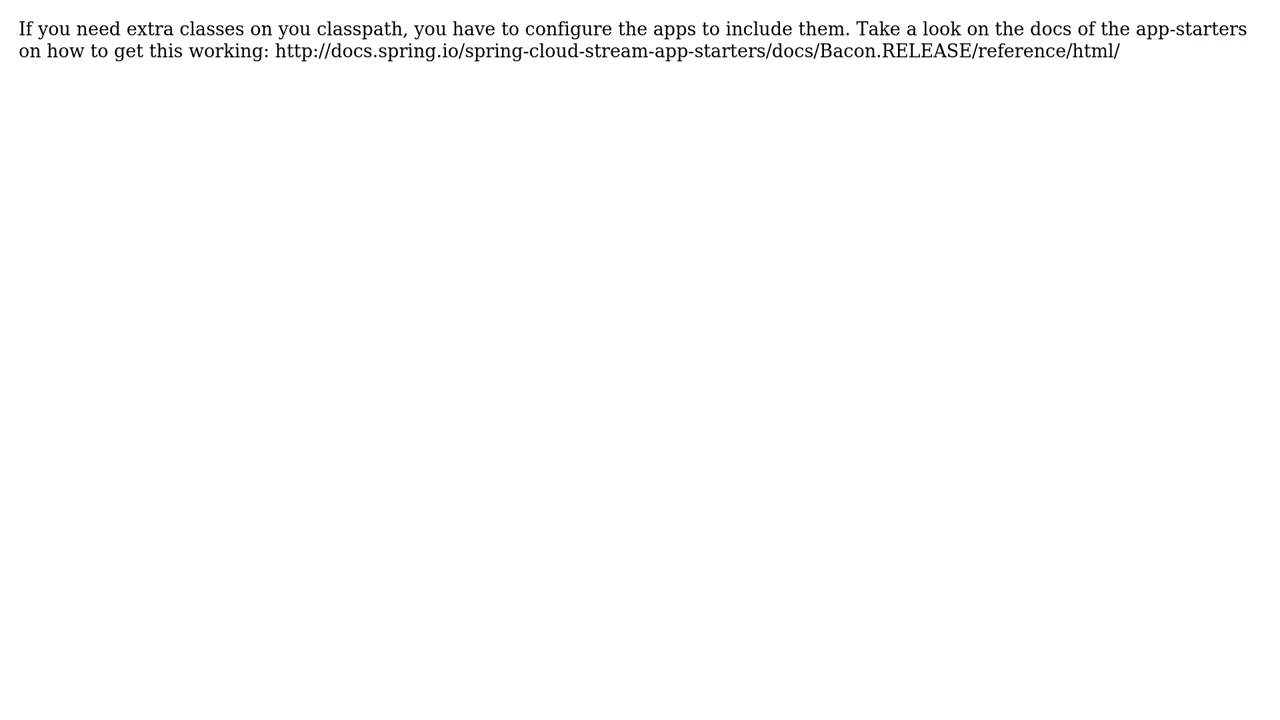 If you need extra classes on you classpath, you have to configure the apps to include them. Take a look on the docs of the app-starters
on how to get this working: http://docs.spring.io/spring-cloud-stream-app-starters/docs/Bacon.RELEASE/reference/html/